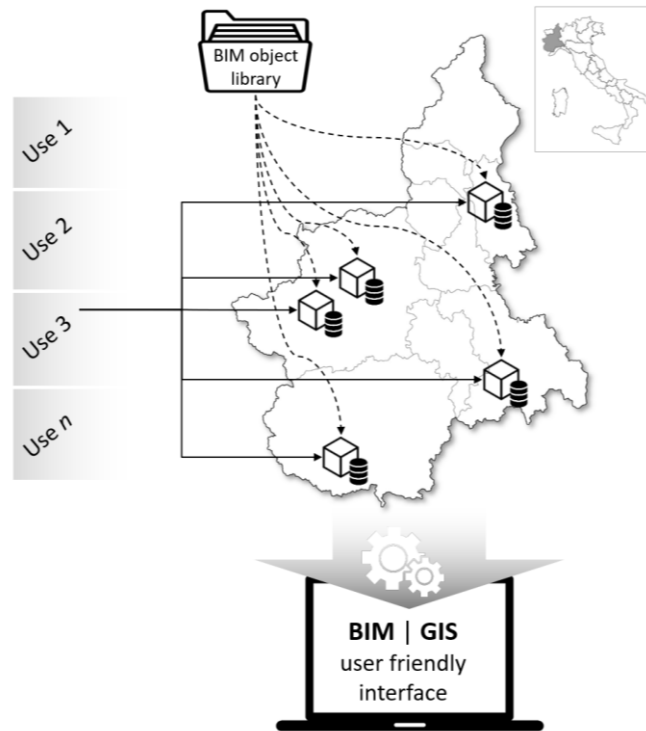 BIM object
library
Use 1
Use 2
Use 3
Use n
BIM | GIS
user friendly
interface